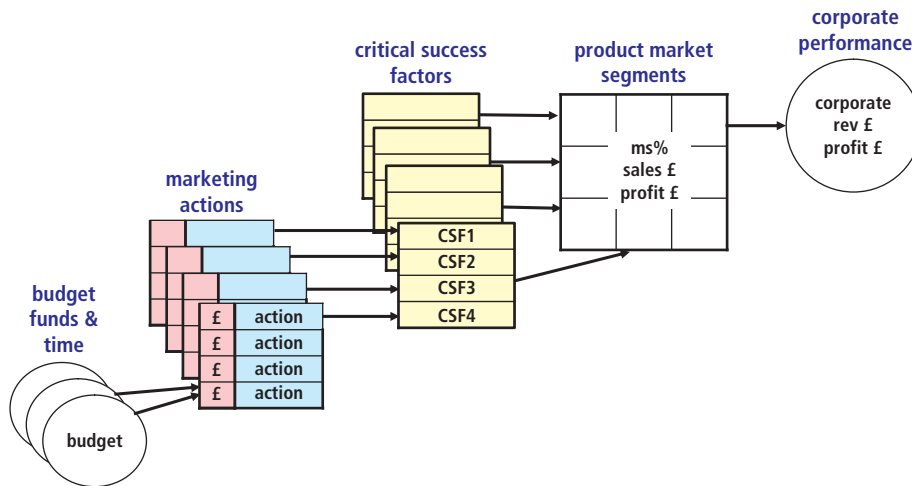 corporate
performance
critical success
factors
product market
segments
corporate
rev £
profit £
ms%
sales £
profit £
marketing
actions
CSF1
CSF2
CSF3
CSF4
budget
funds &
time
£ action
£ action
£ action
£ action
budget